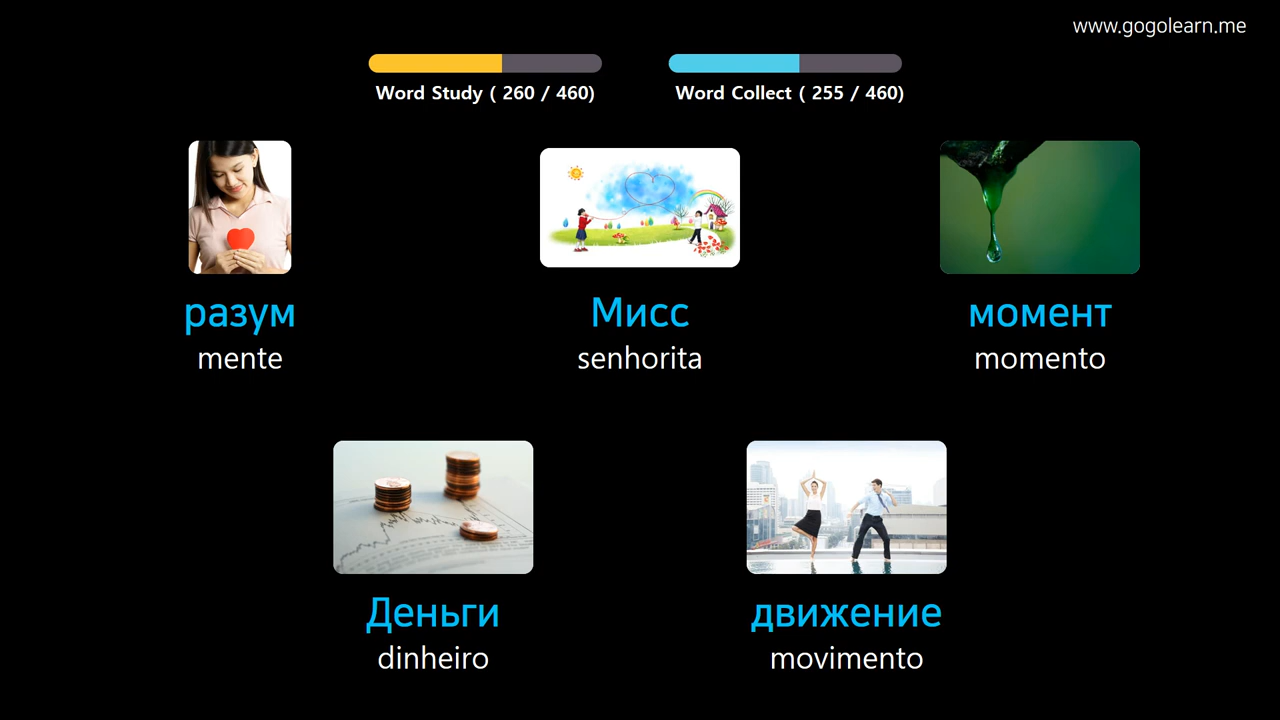 www.gogolearn.me
Word Study ( 260 / 460)
Word Collect ( 255 / 460)
разум
mente
Мисс
senhorita
момент
momento
Деньги
dinheiro
движение
movimento